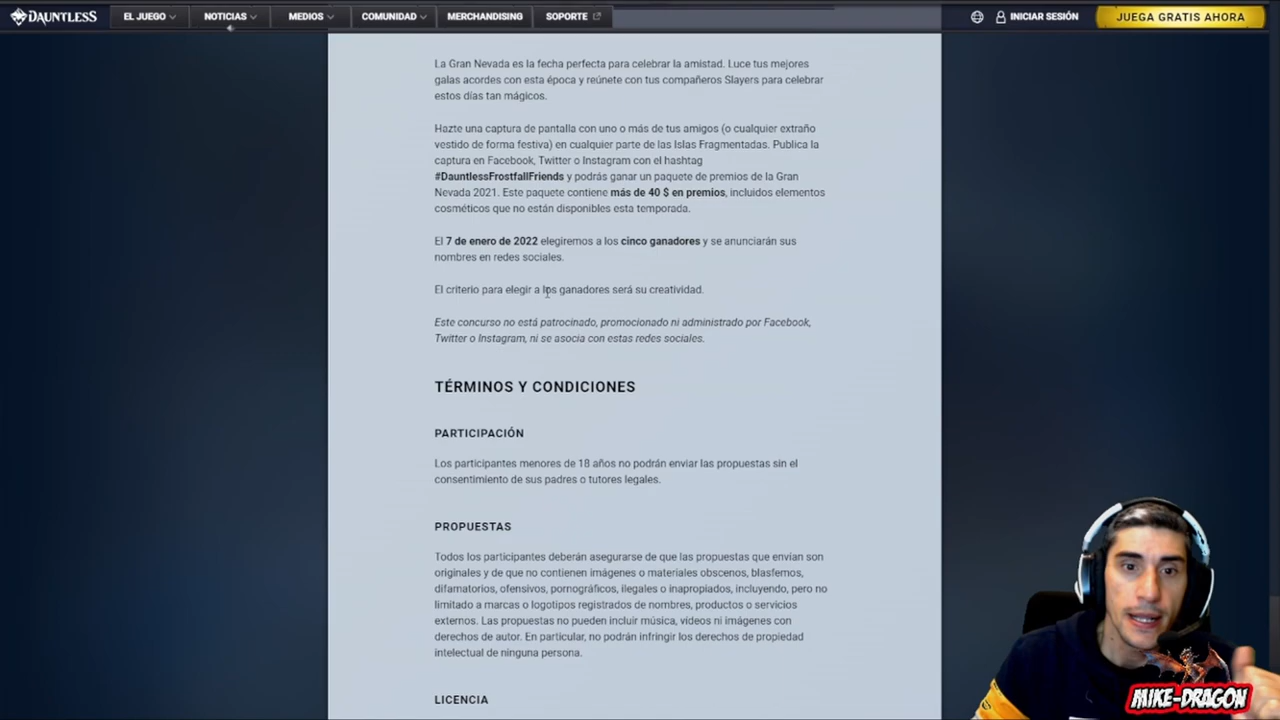 DAUNTLESS
EL JUEGO
NOTICIAS
MEDIOS
COMUNIDAD
MERCHANDISING
SOPORTE
INICIAR SESIÓN
JUEGA GRATIS AHORA
La Gran Nevada es la fecha perfecta para celebrar la amistad. Luce tus mejores
galas acordes con esta época y reúnete con tus compañeros Slayers para celebrar
estos días tan mágicos.
Hazte una captura de pantalla con uno o más de tus amigos (o cualquier extraño
vestido de forma festiva) en cualquier parte de las Islas Fragmentadas. Publica la
captura en Facebook, Twitter o Instagram con el hashtag
#DauntlessFrostfallFriends y podrás ganar un paquete de premios de la Gran
Nevada 2021. Este paquete contiene más de 40 $ en premios, incluidos elementos
cosméticos que no están disponibles esta temporada.
El 7 de enero de 2022 elegiremos a los cinco ganadores y se anunciarán sus
nombres en redes sociales.
El criterio para elegir a los ganadores será su creatividad.
Este concurso no está patrocinado, promocionado ni administrado por Facebook,
Twitter o Instagram, ni se asocia con estas redes sociales.
TÉRMINOS Y CONDICIONES
PARTICIPACIÓN
Los participantes menores de 18 años no podrán enviar las propuestas sin el
consentimiento de sus padres o tutores legales.
PROPUESTAS
Todos los participantes deberán asegurarse de que las propuestas que envían son
originales y de que no contienen imágenes o materiales obscenos, blasfemos,
difamatorios, ofensivos, pornográficos, ilegales o inapropiados, incluyendo, pero no
limitado a marcas o logotipos registrados de nombres, productos o servicios
externos. Las propuestas no pueden incluir música, vídeos ni imágenes con
derechos de autor. En particular, no podrán infringir los derechos de propiedad
intelectual de ninguna persona.
LICENCIA
MIKE-DRAGON